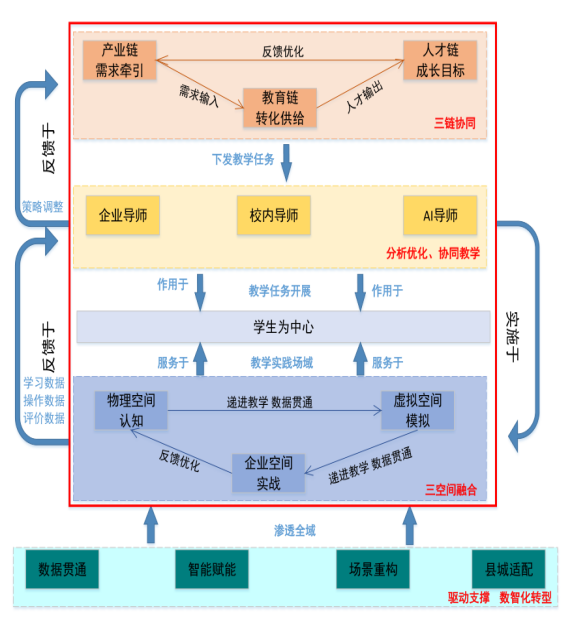 产业链
需求牵引
反馈优化
人才链
成长目标
需求输入
教育链
转化供给
人才输出
三链协同
反馈于
下发教学任务
策略调整
企业导师
校内导师
AI导师
分析优化、协同教学
作用于
教学任务开展
作用于
学生为中心
实施于
反馈于
服务于
教学实践场域
服务于
学习数据
操作数据
评价数据
物理空间
认知
递进教学 数据贯通
虚拟空间
模拟
反馈优化
企业空间
实战
递进教学 数据贯通
三空间融合
渗透全域
数据贯通
智能赋能
场景重构
县城适配
驱动支撑 数智化转型